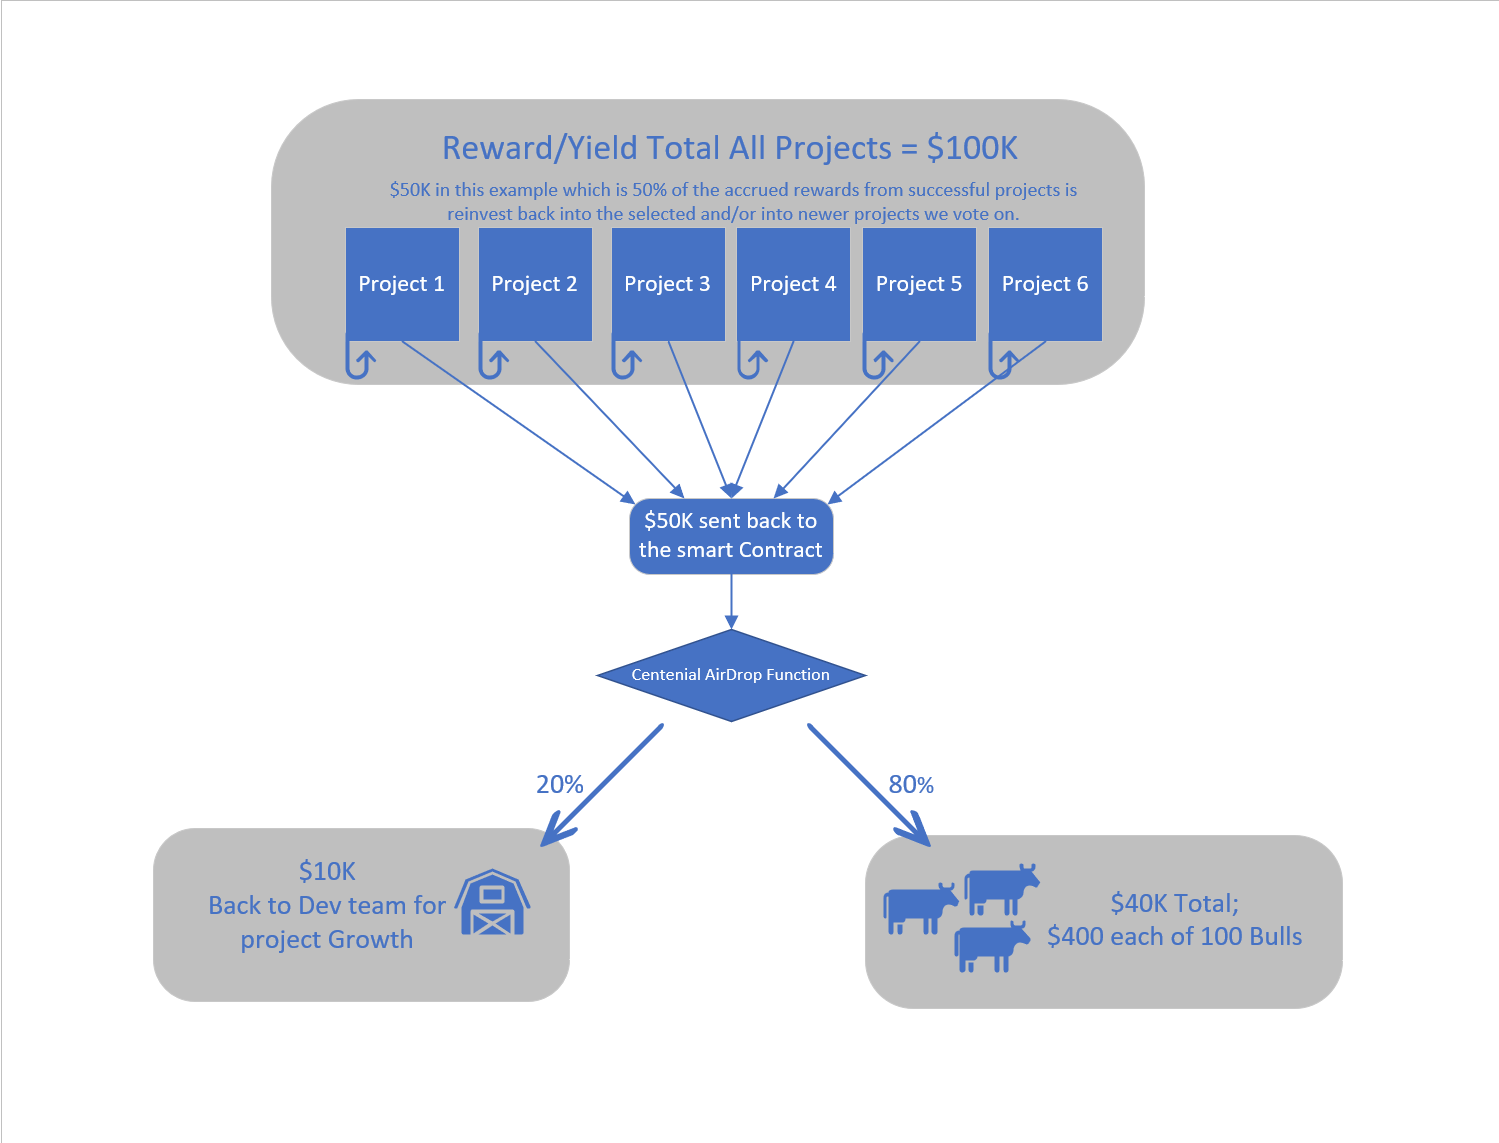 Reward/Yield Total All Projects = $100K
$50K in this example which is 50% of the accrued rewards from successful projects is
reinvest back into the selected and/or into newer projects we vote on.
Project 1
Project 2
Project 3
Project 4
Project 5
Project 6
$50K sent back to
the smart Contract
Centenial AirDrop Function
20%
80%
$10K
Back to Dev team for
project Growth
$40K Total;
$400 each of 100 Bulls